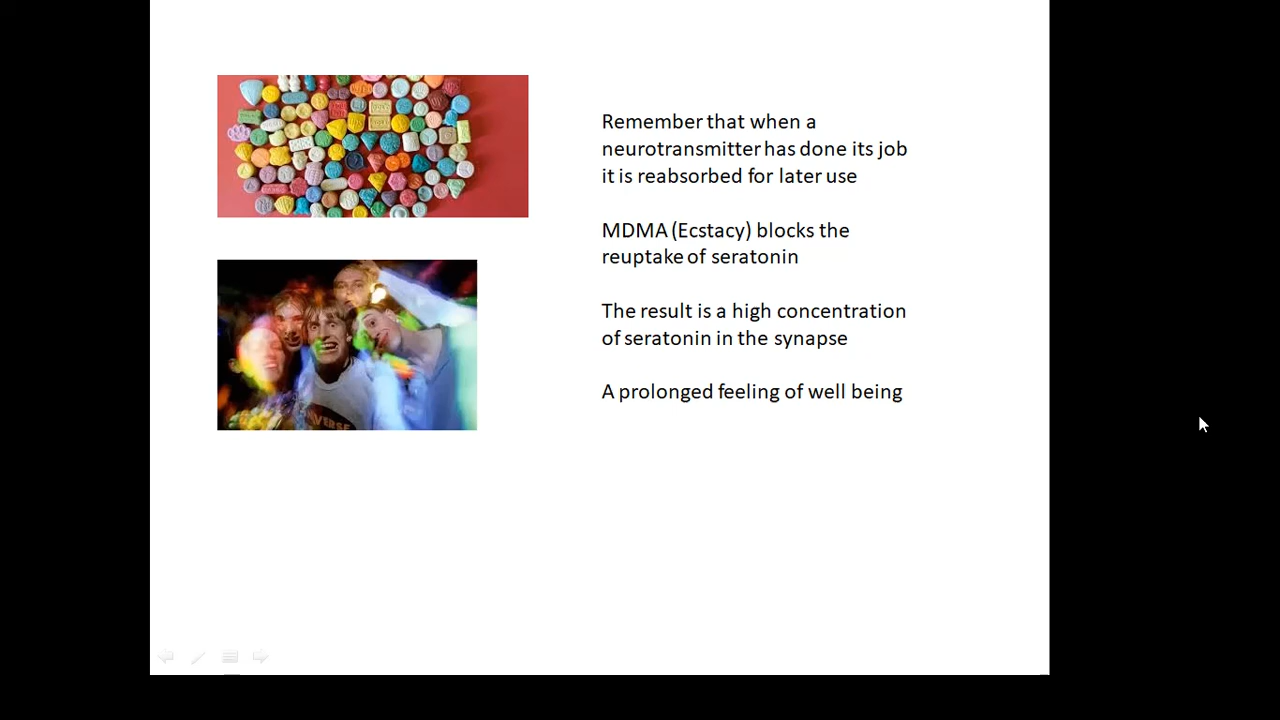 Remember that when a
neurotransmitter has done its job
it is reabsorbed for later use
MDMA (Ecstacy) blocks the
reuptake of seratonin
The result is a high concentration
of seratonin in the synapse
A prolonged feeling of well being
VERSE